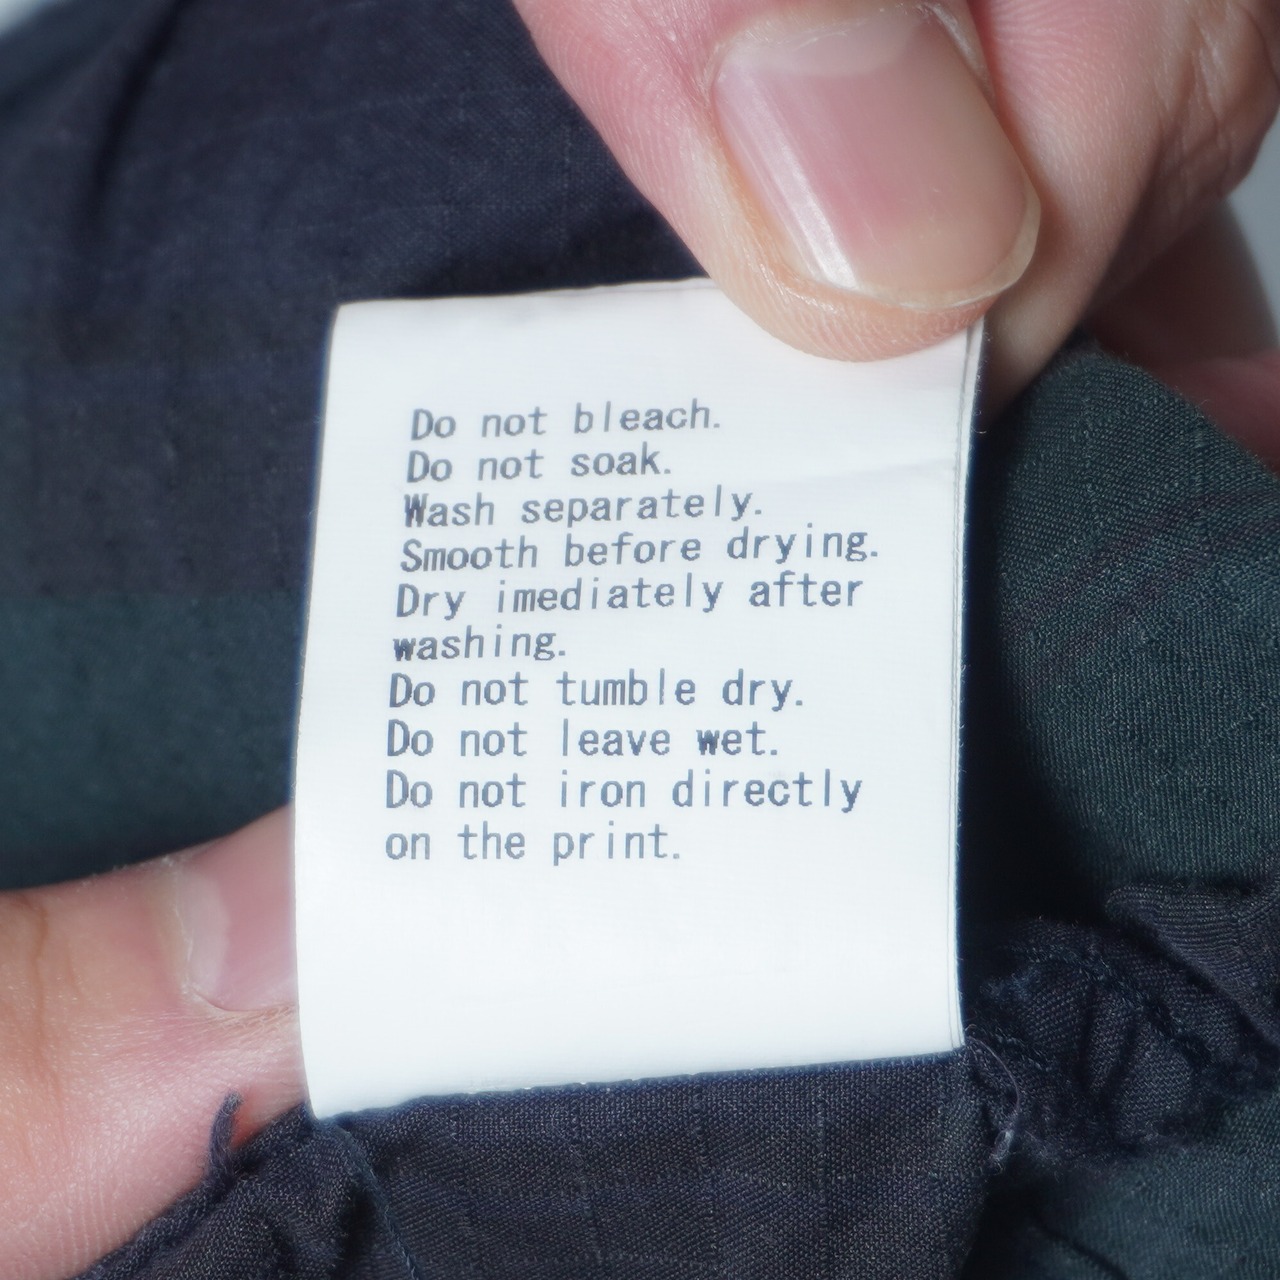 Do not bleach.
Do not soak.
Wash separately.
Smooth before drying.
Dry imediately after
washing.
Do not tumble dry.
Do not leave wet.
Do not iron directly
on the print.